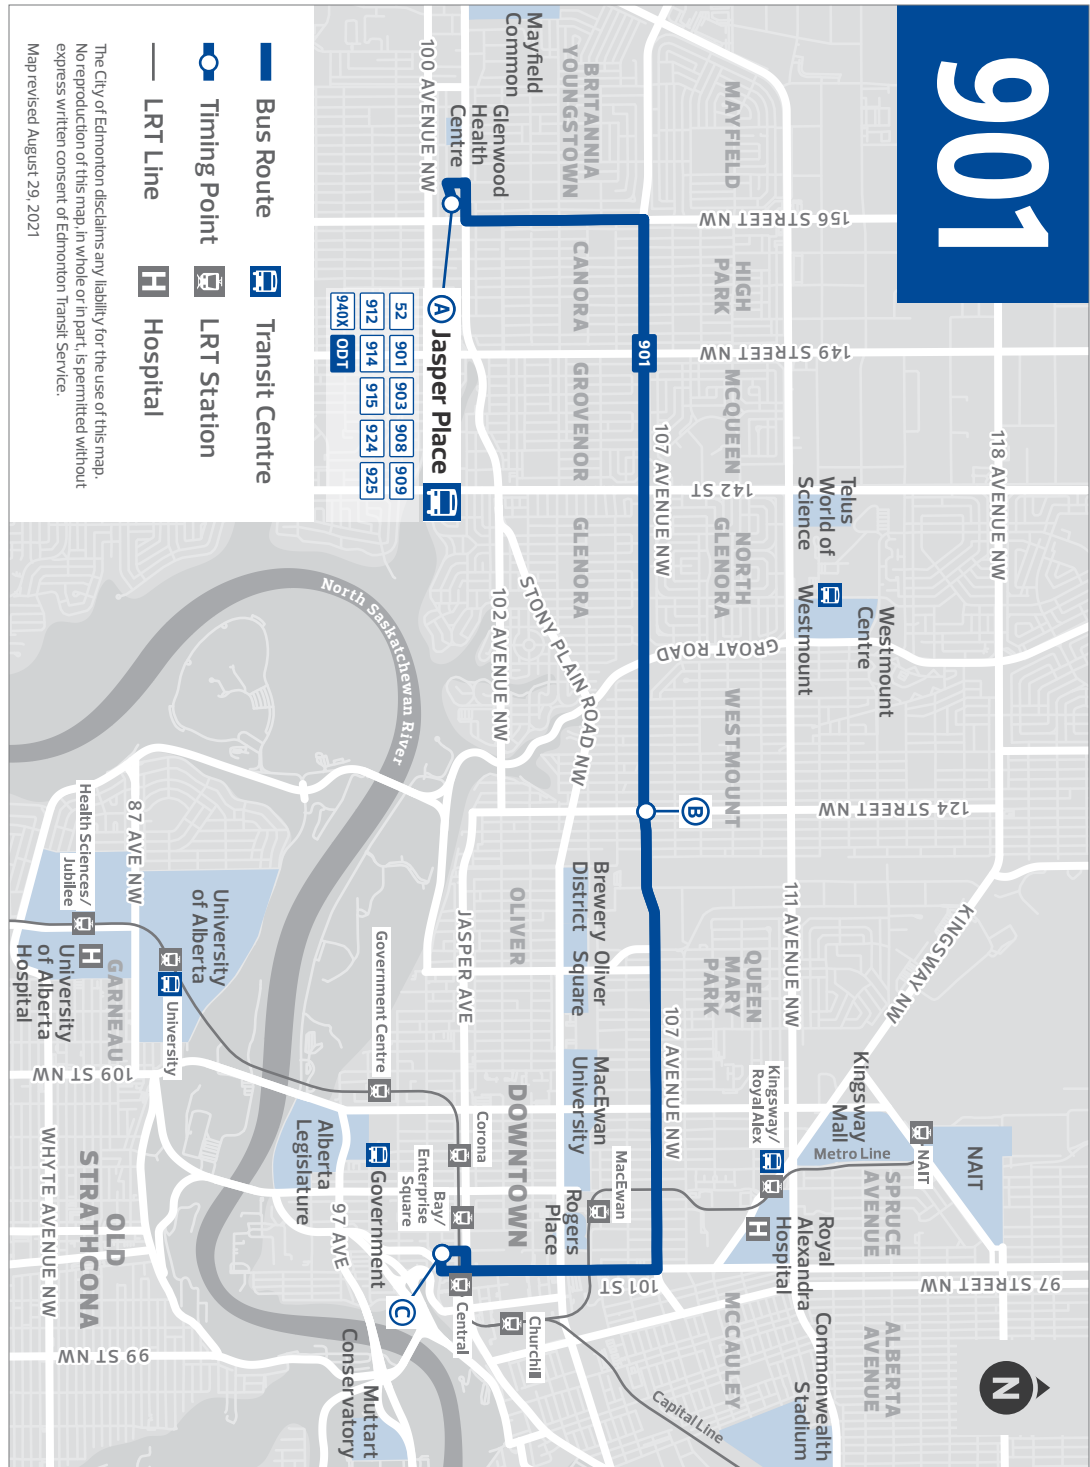 901
118 AVENUE NW
97 STREET NW
MAYFIELD
156 STREET NW
HIGH
PARK
149 STREET NW
MCQUEEN
142 ST
Telus
World of
Science
NORTH
GLENORA
Westmount
Westmount
Centre
GROAT ROAD
WESTMOUNT
124 STREET NW
111 AVENUE NW
KINGSWAY NW
QUEEN
MARY
PARK
Kingsway
Mall
Kingsway/
Royal Alex
Metro Line
NAIT
NAIT
SPRUCE
AVENUE
Royal
Alexandra
Hospital
H
ALBERTA
AVENUE
MCCAULEY
Commonwealth
Stadium
N
Mayfield
Common
BRITANNIA
YOUNGSTOWN
Glenwood
Health
Centre
100 AVENUE NW
CANORA
901
GROVENOR
107 AVENUE NW
GLENORA
STONY PLAIN ROAD NW
102 AVENUE NW
B
Brewery
District
Oliver
Square
OLIVER
JASPER AVE
107 AVENUE NW
MacEwan
University
MacEwan
DOWNTOWN
Rogers
Place
101 ST
Corona
Bay/
Enterprise
Square
Central
Churchill
C
Capital Line
A Jasper Place
52
901
903
908
909
912
914
915
924
925
940X
ODT
North Saskatchewan River
Government Centre
Government
Alberta
Legislature
97 AVE
Muttart
Conservatory
University
of Alberta
University
87 AVE NW
Health Sciences/
Jubilee
H
University
of Alberta
Hospital
GARNEAU
109 ST NW
WHYTE AVENUE NW
OLD
STRATHCONA
99 ST NW
Bus Route
Timing Point
LRT Line
Transit Centre
LRT Station
H
Hospital
The City of Edmonton disclaims any liability for the use of this map.
No reproduction of this map, in whole or in part, is permitted without
express written consent of Edmonton Transit Service.
Map revised August 29, 2021